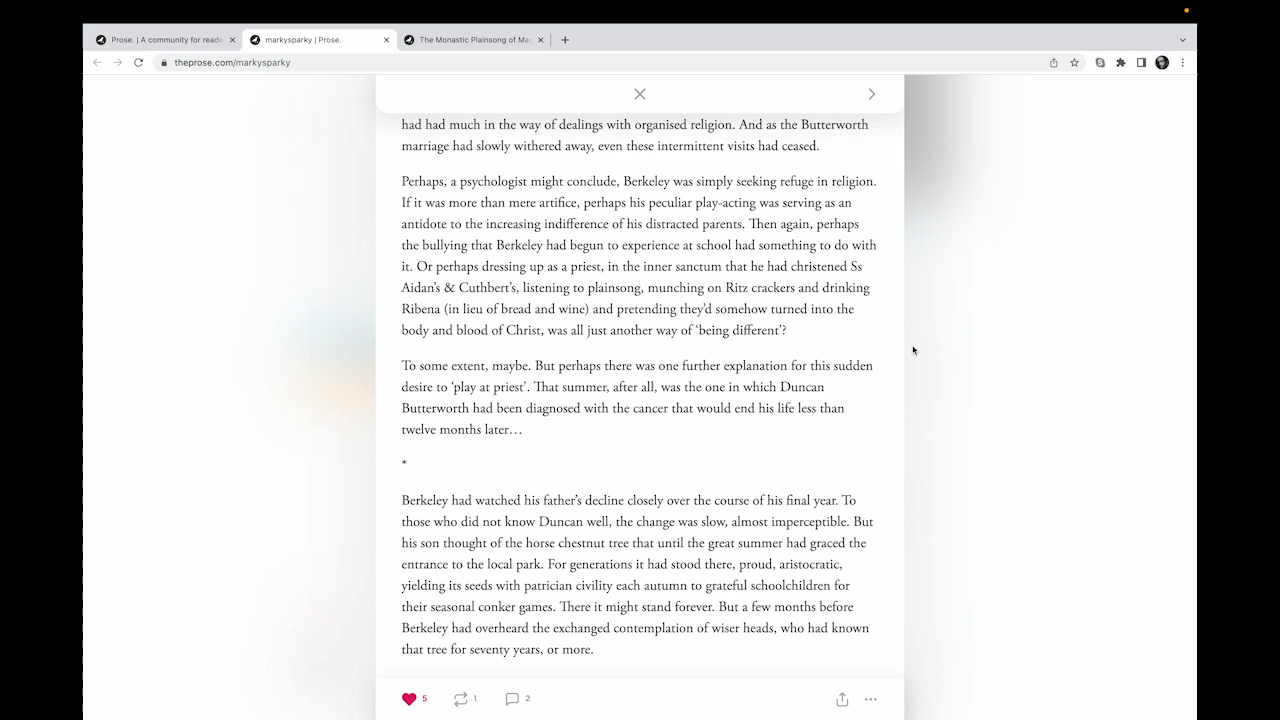 Prose. | A community for reade
markysparky | Prose.
The Monastic Plainsong of Ma
theprose.com/markysparky
had had much in the way of dealings with organised religion. And as the Butterworth
marriage had slowly withered away, even these intermittent visits had ceased.
Perhaps, a psychologist might conclude, Berkeley was simply seeking refuge in religion.
If it was more than mere artifice, perhaps his peculiar play-acting was serving as an
antidote to the increasing indifference of his distracted parents. Then again, perhaps
the bullying that Berkeley had begun to experience at school had something to do with
it. Or perhaps dressing up as a priest, in the inner sanctum that he had christened Ss
Aidan's & Cuthbert's, listening to plainsong, munching on Ritz crackers and drinking
Ribena (in lieu of bread and wine) and pretending they'd somehow turned into the
body and blood of Christ, was all just another way of 'being different'?
To some extent, maybe. But perhaps there was one further explanation for this sudden
desire to 'play at priest'. That summer, after all, was the one in which Duncan
Butterworth had been diagnosed with the cancer that would end his life less than
twelve months later…
*
Berkeley had watched his father's decline closely over the course of his final year. To
those who did not know Duncan well, the change was slow, almost imperceptible. But
his son thought of the horse chestnut tree that until the great summer had graced the
entrance to the local park. For generations it had stood there, proud, aristocratic,
yielding its seeds with patrician civility each autumn to grateful schoolchildren for
their seasonal conker games. There it might stand forever. But a few months before
Berkeley had overheard the exchanged contemplation of wiser heads, who had known
that tree for seventy years, or more.
5 1 2